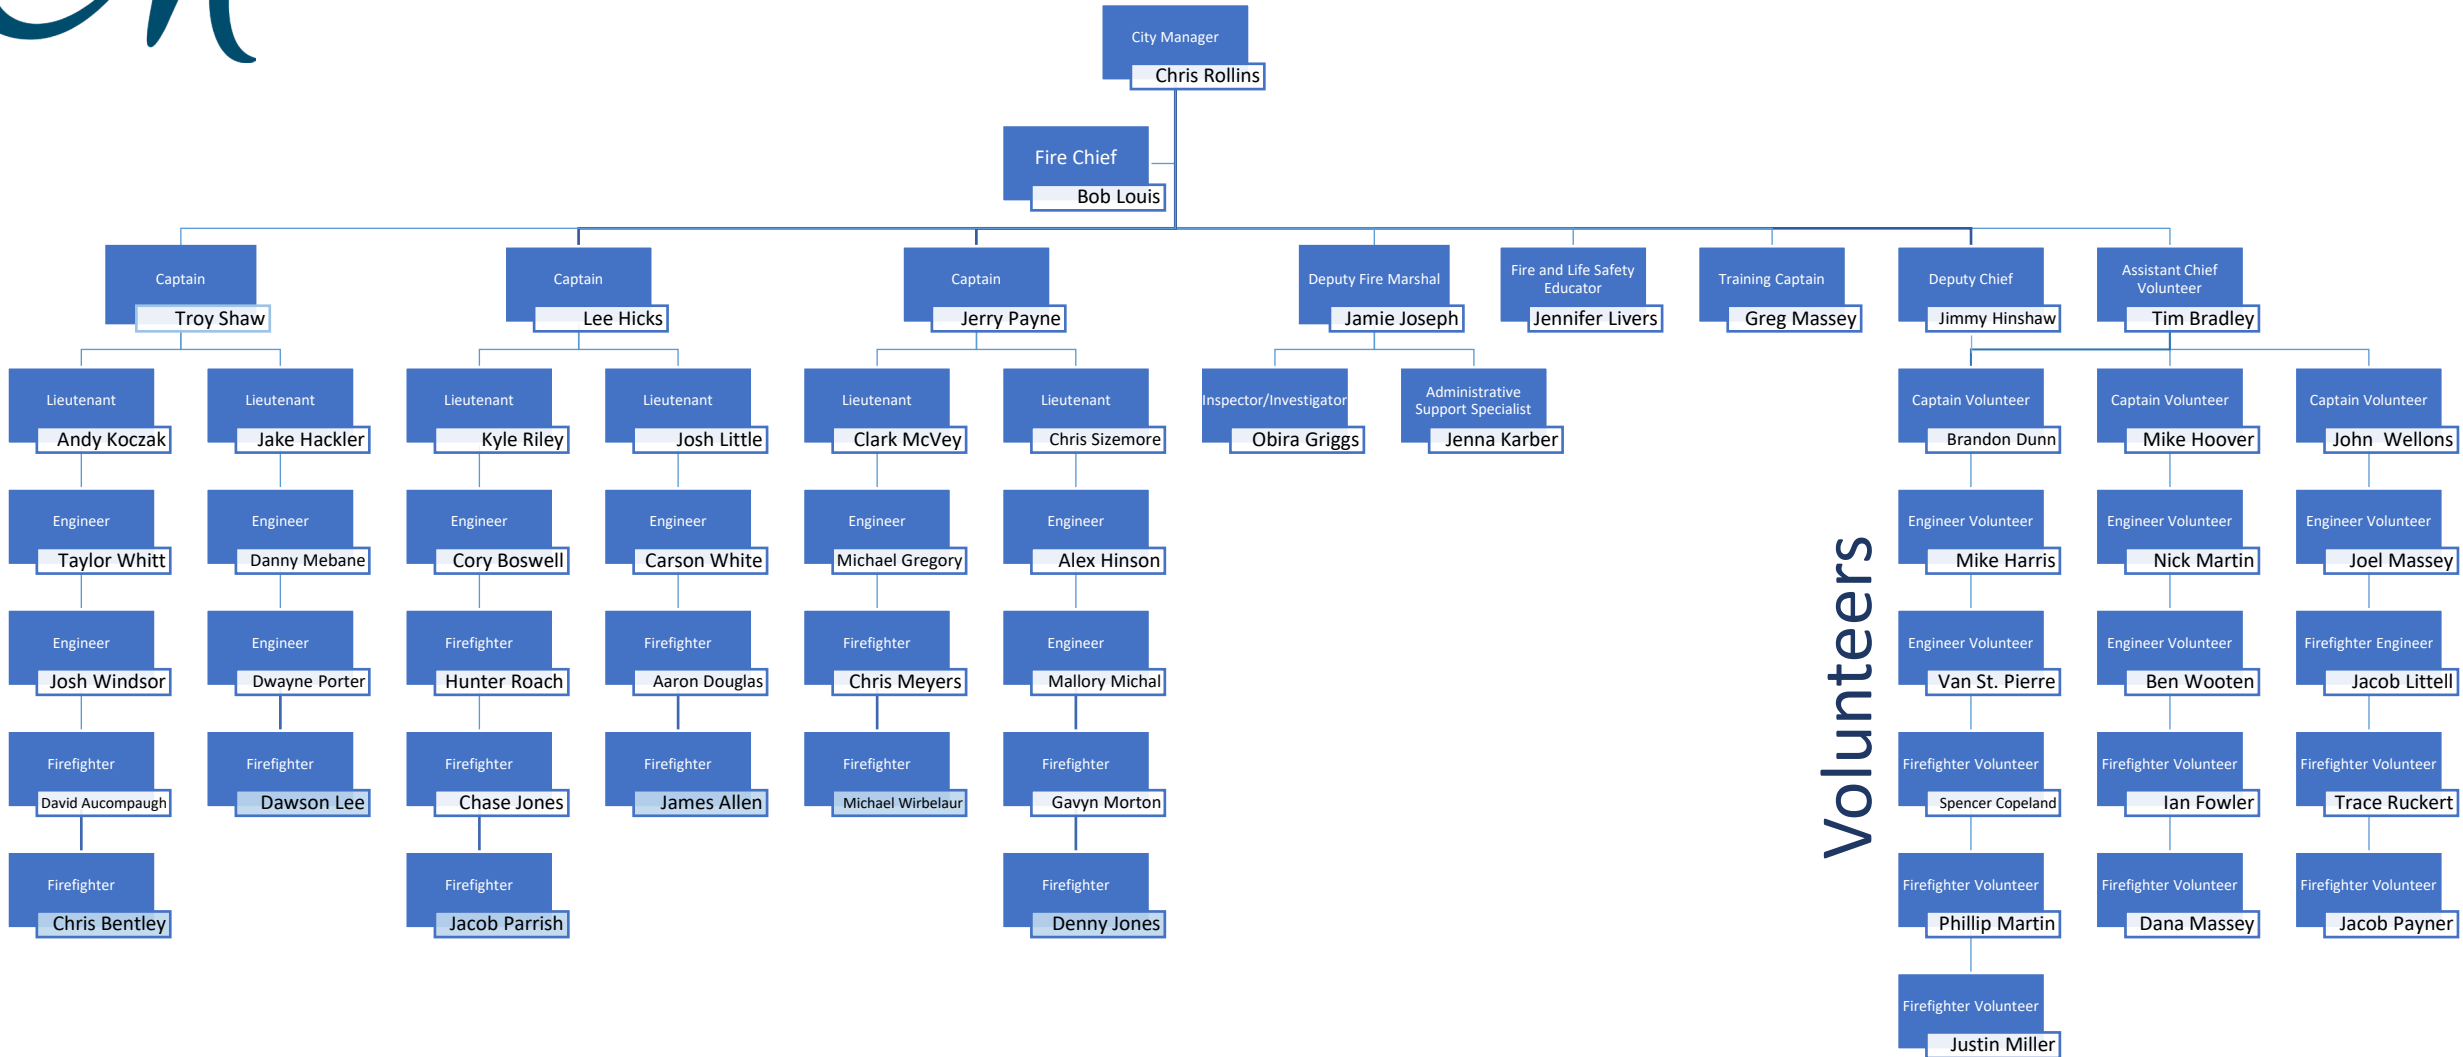 City Manager
Chris Rollins
Fire Chief
Bob Louis
Captain
Troy Shaw
Captain
Lee Hicks
Captain
Jerry Payne
Deputy Fire Marshal
Jamie Joseph
Fire and Life Safety
Educator
Jennifer Livers
Training Captain
Greg Massey
Deputy Chief
Jimmy Hinshaw
Assistant Chief
Volunteer
Tim Bradley
Lieutenant
Andy Koczak
Lieutenant
Jake Hackler
Lieutenant
Kyle Riley
Lieutenant
Josh Little
Lieutenant
Clark McVey
Lieutenant
Chris Sizemore
Inspector/Investigator
Obira Griggs
Administrative
Support Specialist
Jenna Karber
Captain Volunteer
Brandon Dunn
Captain Volunteer
Mike Hoover
Captain Volunteer
John Wellons
Engineer
Taylor Whitt
Engineer
Danny Mebane
Engineer
Cory Boswell
Engineer
Carson White
Engineer
Michael Gregory
Engineer
Alex Hinson
Engineer Volunteer
Mike Harris
Engineer Volunteer
Nick Martin
Engineer Volunteer
Joel Massey
Engineer
Josh Windsor
Engineer
Dwayne Porter
Firefighter
Hunter Roach
Firefighter
Aaron Douglas
Firefighter
Chris Meyers
Engineer
Mallory Michal
Volunteers
Engineer Volunteer
Van St. Pierre
Engineer Volunteer
Ben Wooten
Firefighter Engineer
Jacob Littell
Firefighter
David Aucompaugh
Firefighter
Dawson Lee
Firefighter
Chase Jones
Firefighter
James Allen
Firefighter
Michael Wirbelaur
Firefighter
Gavyn Morton
Firefighter Volunteer
Spencer Copeland
Firefighter Volunteer
Ian Fowler
Firefighter Volunteer
Trace Ruckert
Firefighter
Chris Bentley
Firefighter
Jacob Parrish
Firefighter
Denny Jones
Firefighter Volunteer
Phillip Martin
Firefighter Volunteer
Dana Massey
Firefighter Volunteer
Jacob Payner
Firefighter Volunteer
Justin Miller